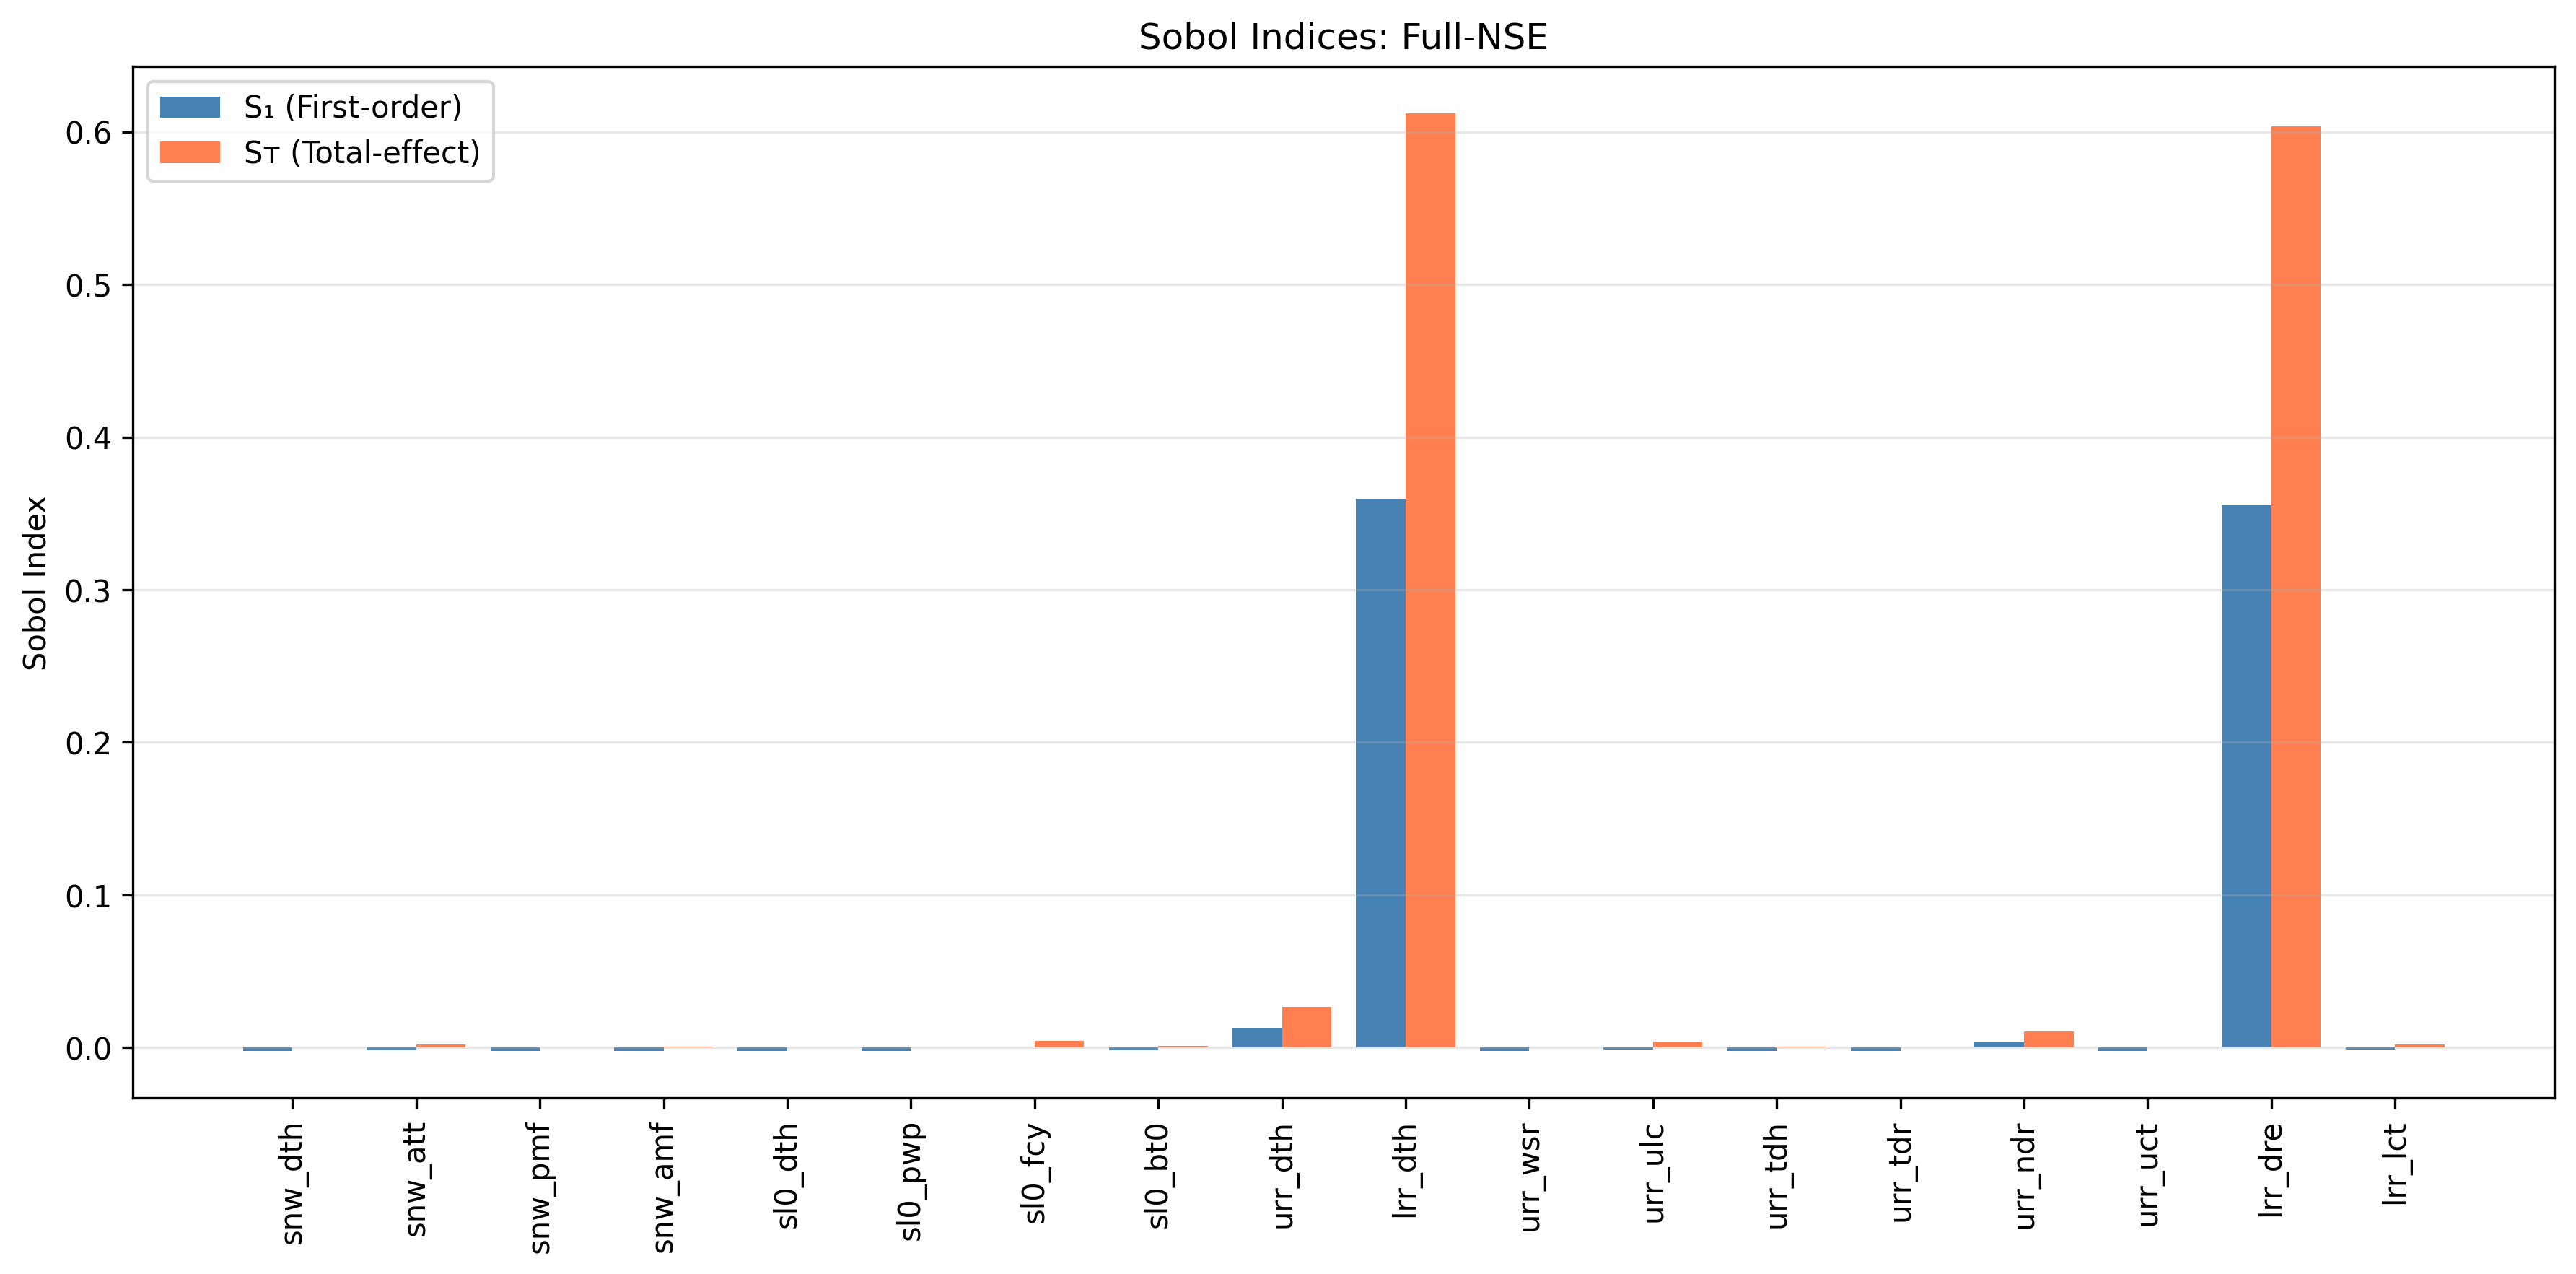 Sobol Indices: Full-NSE
S₁ (First-order)
Sᴛ (Total-effect)
Sobol Index
0.6
0.5
0.4
0.3
0.2
0.1
0.0
snw_dth
snw_att
snw_pmf
snw_amf
sl0_dth
sl0_pwp
sl0_fcy
sl0_bt0
urr_dth
lrr_dth
urr_wsr
urr_ulc
urr_tdh
urr_tdr
urr_ndr
urr_uct
lrr_dre
lrr_lct